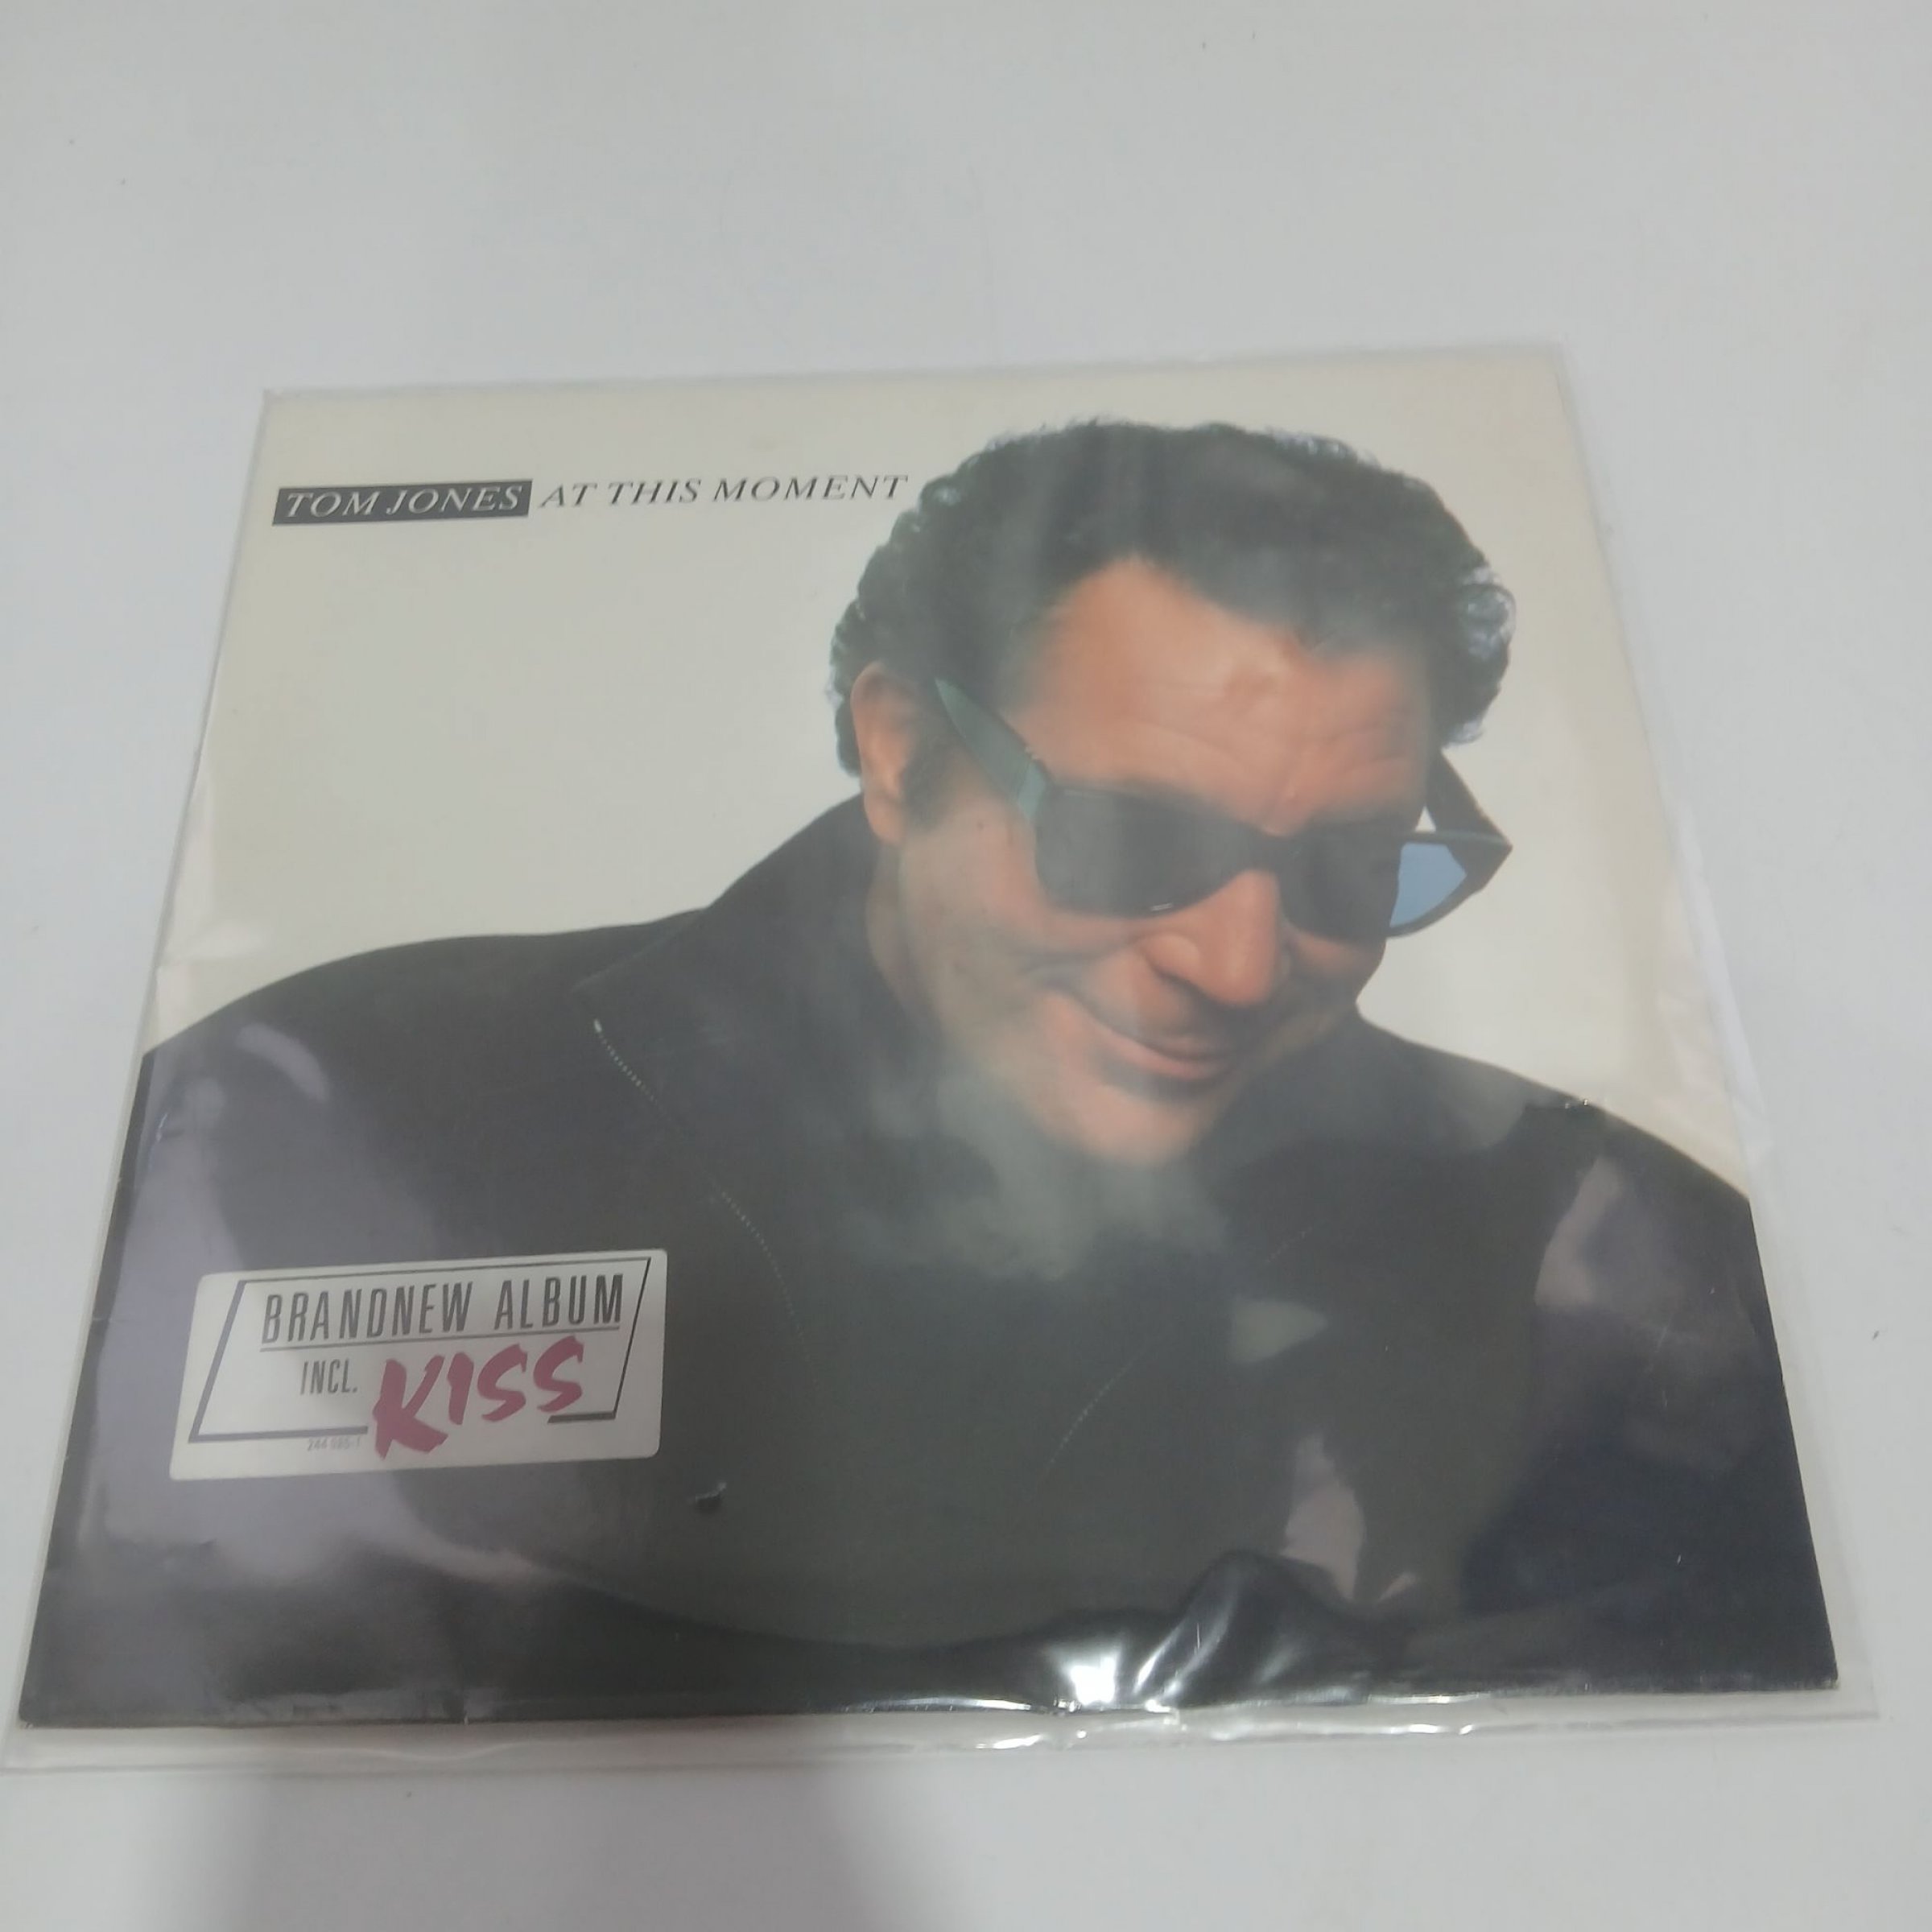 TOM JONES AT THIS MOMENT
BRANDNEW ALBUM
INCL. KISS